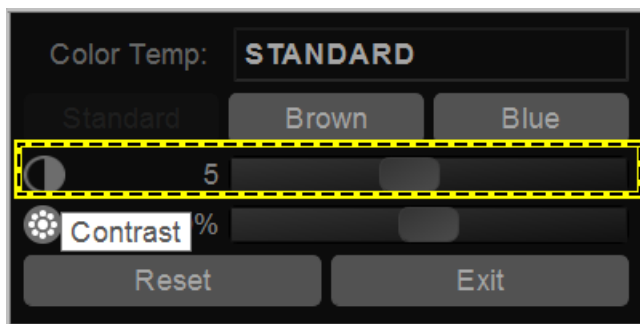 Color Temp: STANDARD
Standard Brown Blue
5
Contrast %
Reset Exit